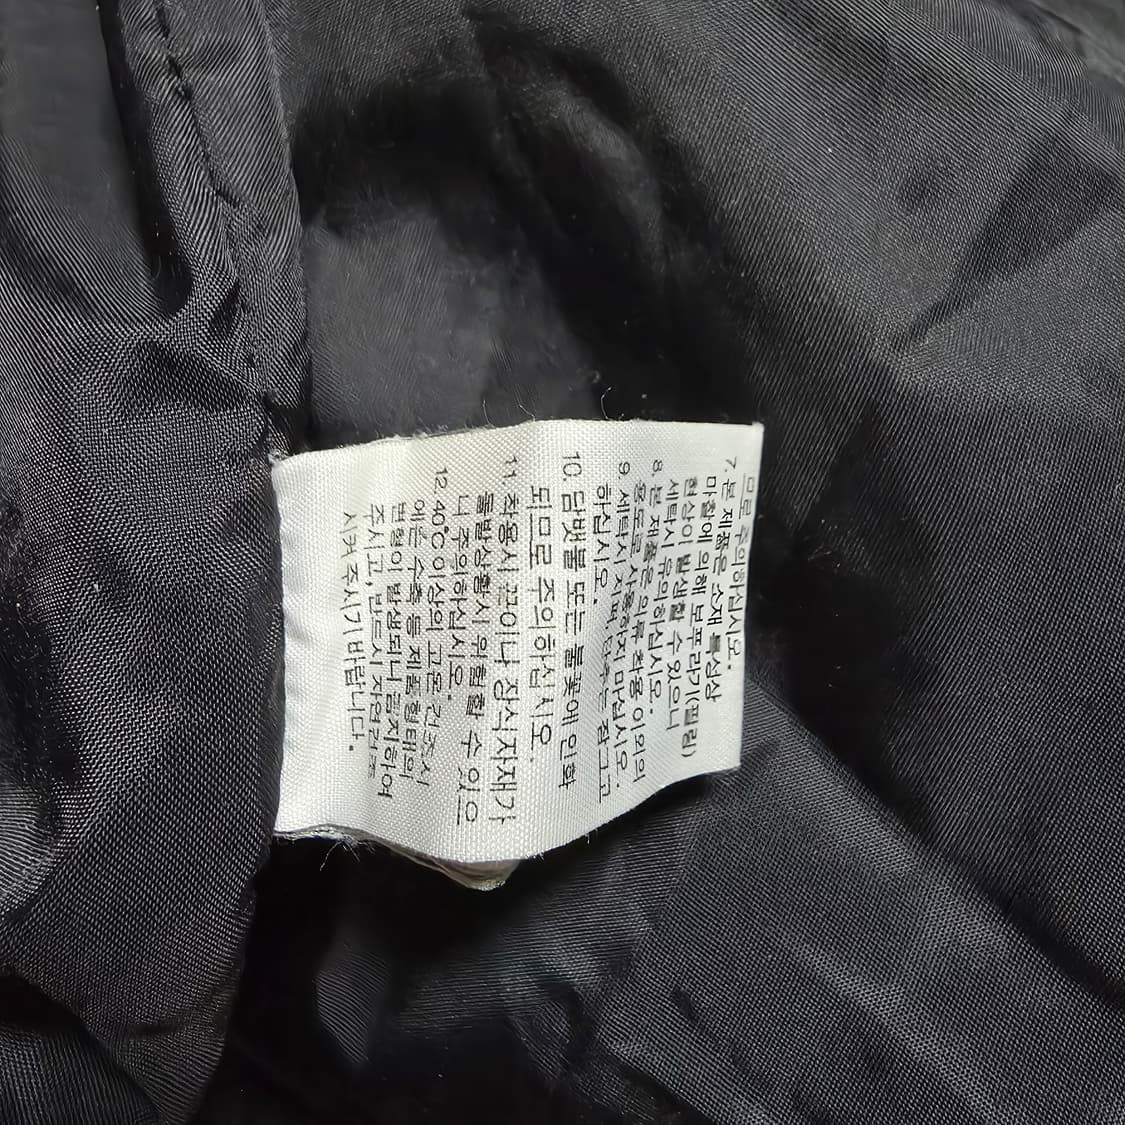 므로 주의하십시오.
7. 본 제품은 소재 특성상
마찰에 의해 보푸라기(필링)
현상이 발생할 수 있으니
세탁시 유의하십시오.
8. 본 제품은 의류 착용 이외의
용도로 사용하지 마십시오.
9. 세탁시 지퍼, 단추는 잠그고
하십시오.
10. 담뱃불 또는 불꽃에 인화
되므로 주의하십시오.
11. 착용시 끈이나 장식자재가
돌발상황시 위험할 수 있으
니 주의하십시오.
12. 40℃ 이상의 고온 건조시
에는 수축 등 제품형태의
변형이 발생되니 금지하여
주시고, 반드시 자연건조
시켜주시기 바랍니다.